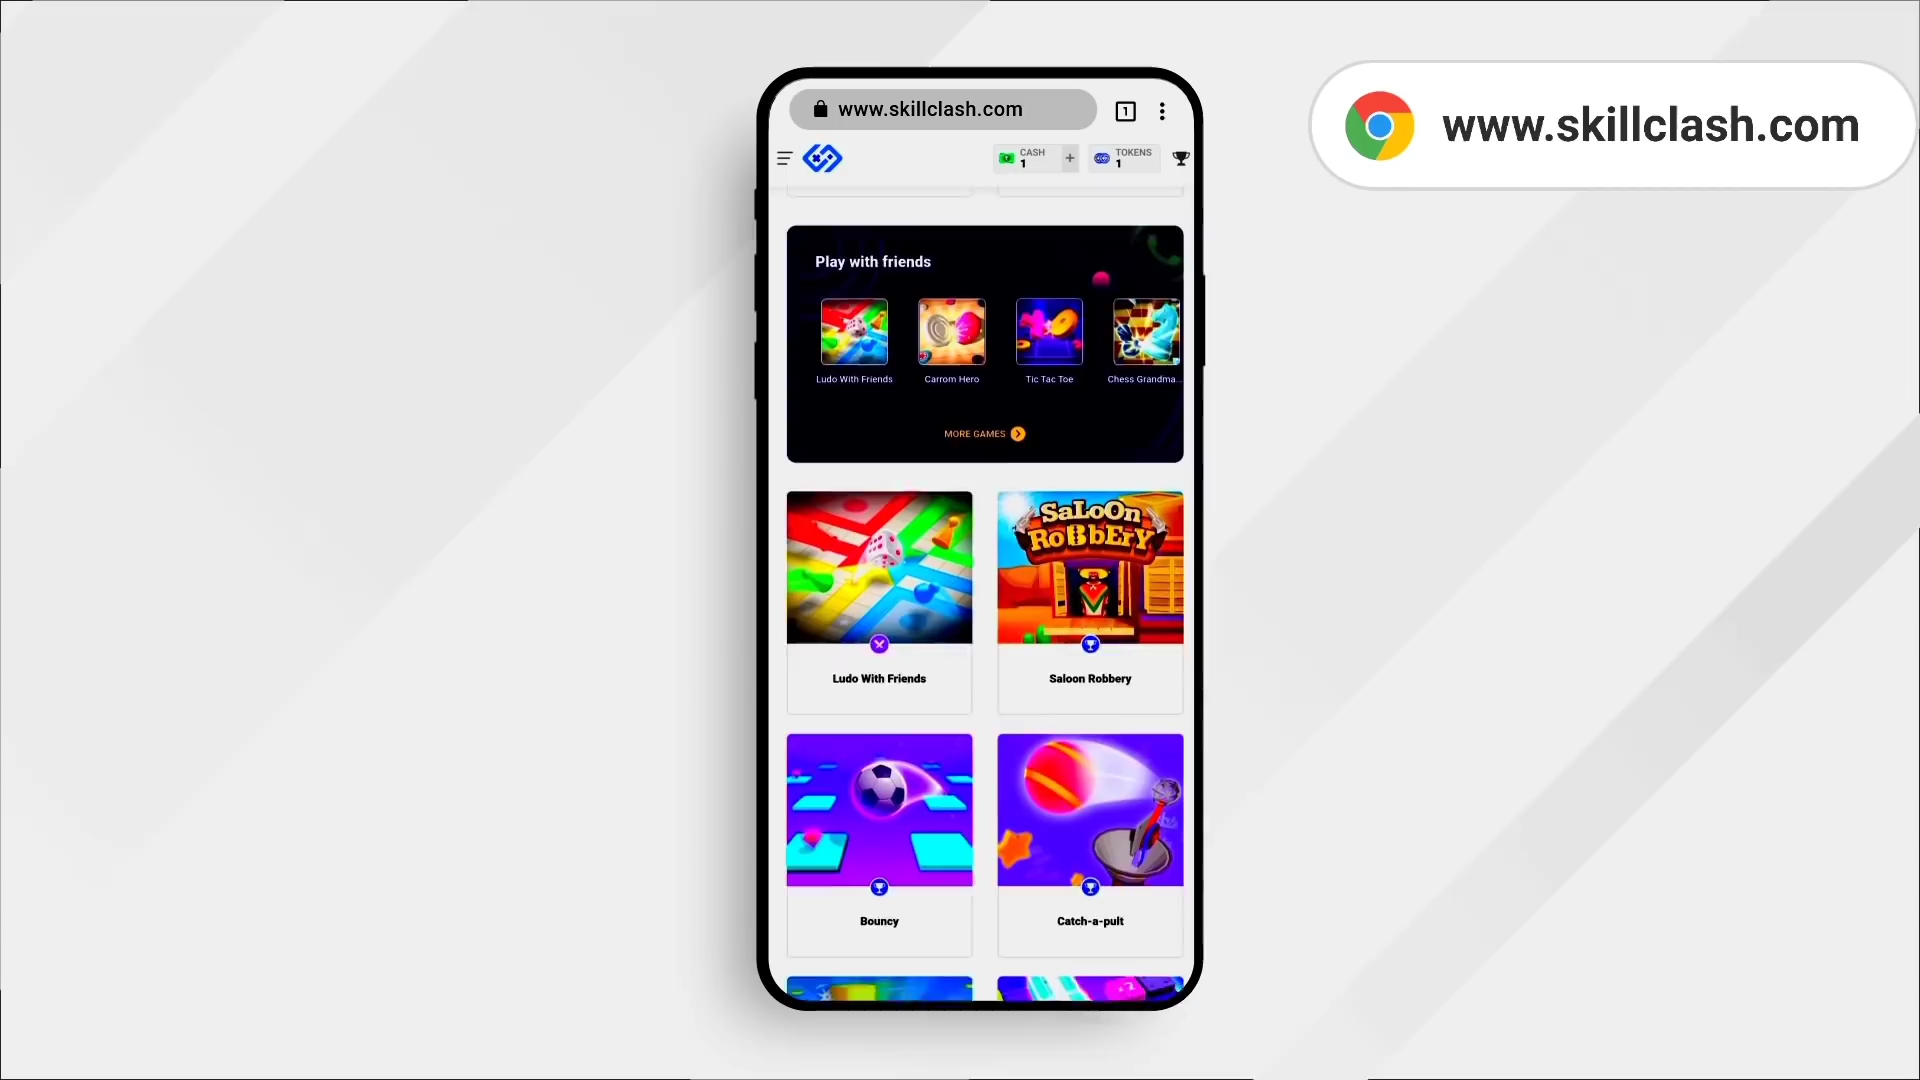 www.skillclash.com
1
www.skillclash.com
CASH
1
+
TOKENS
1
Play with friends
Ludo With Friends
Carrom Hero
Tic Tac Toe
Chess Grandma...
MORE GAMES
SaLoOn
RoBbErY
Ludo With Friends
Saloon Robbery
Bouncy
Catch-a-pult